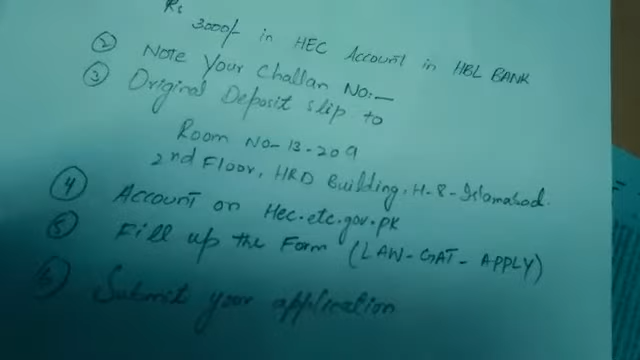 Rs
3000/- in HEC Account in HBL BANK
② Note Your Challan No:—
③ Original Deposit slip to
Room No-13-209
2nd Floor, HRD Building, H-8-Islamabad.
④ Account on Hec.etc.gov.pk
⑤ Fill up the Form (LAW-GAT-APPLY)
⑥ Submit your application